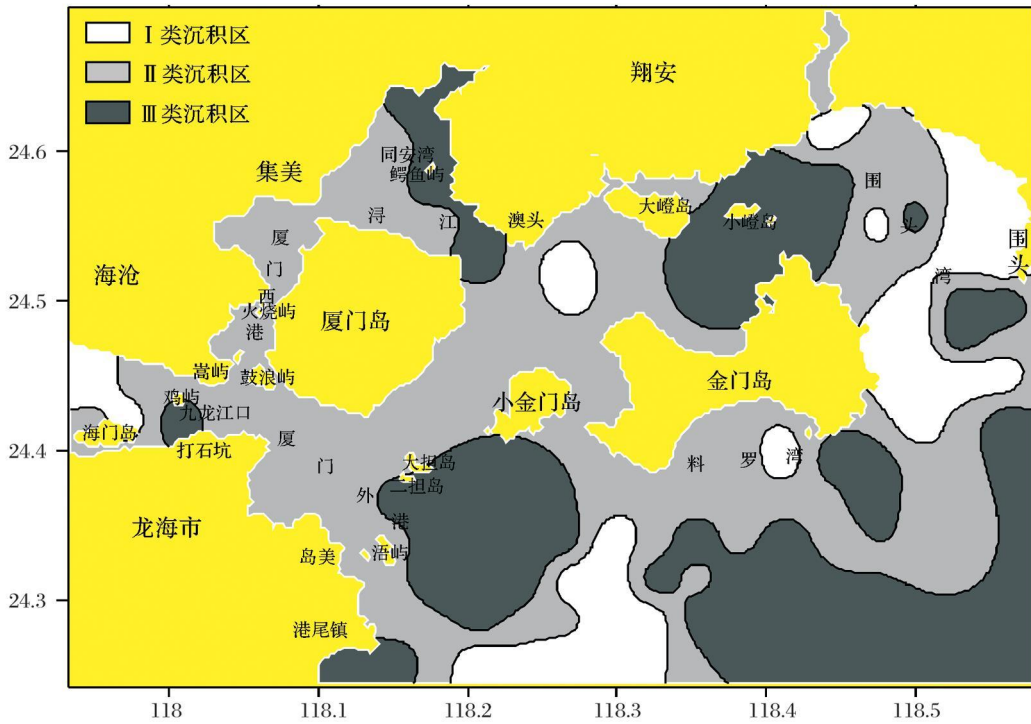 Ⅰ类沉积区
Ⅱ类沉积区
Ⅲ类沉积区
翔安
24.6
同安湾
集美
鳄鱼屿
围
浔
江
澳头
大嶝岛
小嶝岛
头
厦
围
头
海沧
门
湾
24.5
西
火烧屿
港
厦门岛
嵩屿
鼓浪屿
金门岛
鸡屿
小金门岛
九龙江口
海门岛
厦
打石坑
24.4
门
大担岛
料
罗
湾
二担岛
外
龙海市
港
岛美
浯屿
24.3
港尾镇
118
118.1
118.2
118.3
118.4
118.5